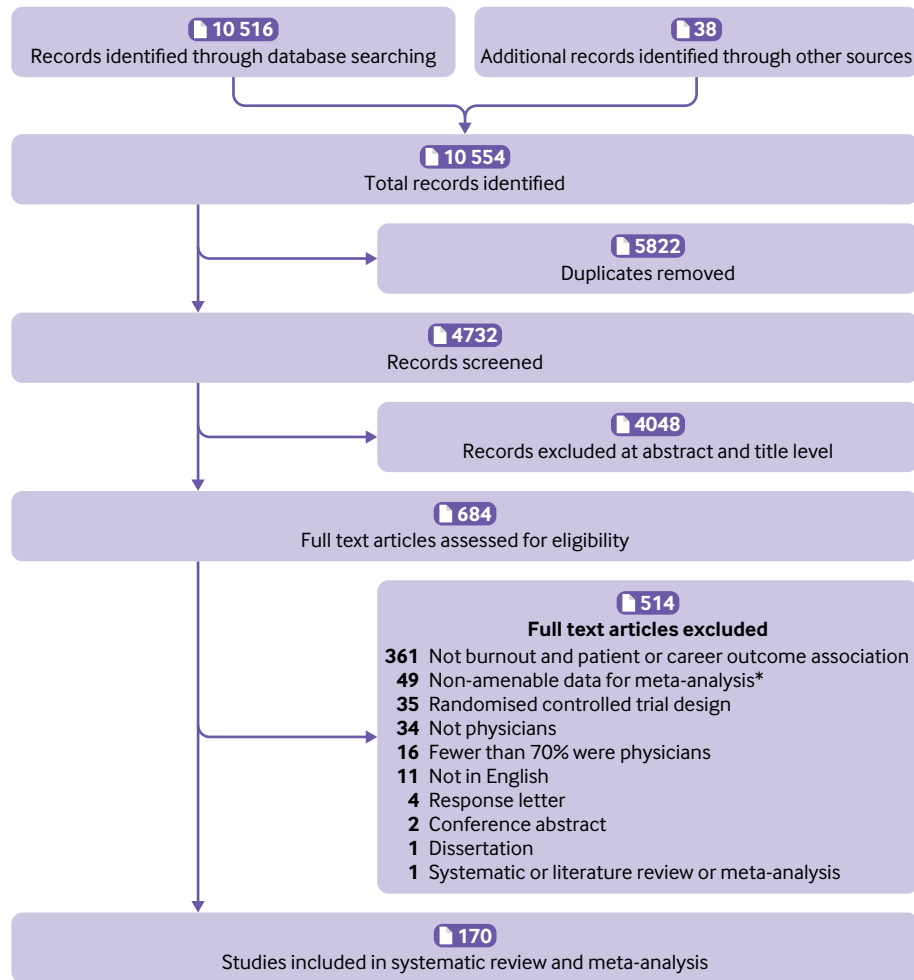 10 516
Records identified through database searching
38
Additional records identified through other sources
10 554
Total records identified
5822
Duplicates removed
4732
Records screened
4048
Records excluded at abstract and title level
684
Full text articles assessed for eligibility
514
Full text articles excluded
361 Not burnout and patient or career outcome association
49 Non-amenable data for meta-analysis*
35 Randomised controlled trial design
34 Not physicians
16 Fewer than 70% were physicians
11 Not in English
4 Response letter
2 Conference abstract
1 Dissertation
1 Systematic or literature review or meta-analysis
170
Studies included in systematic review and meta-analysis